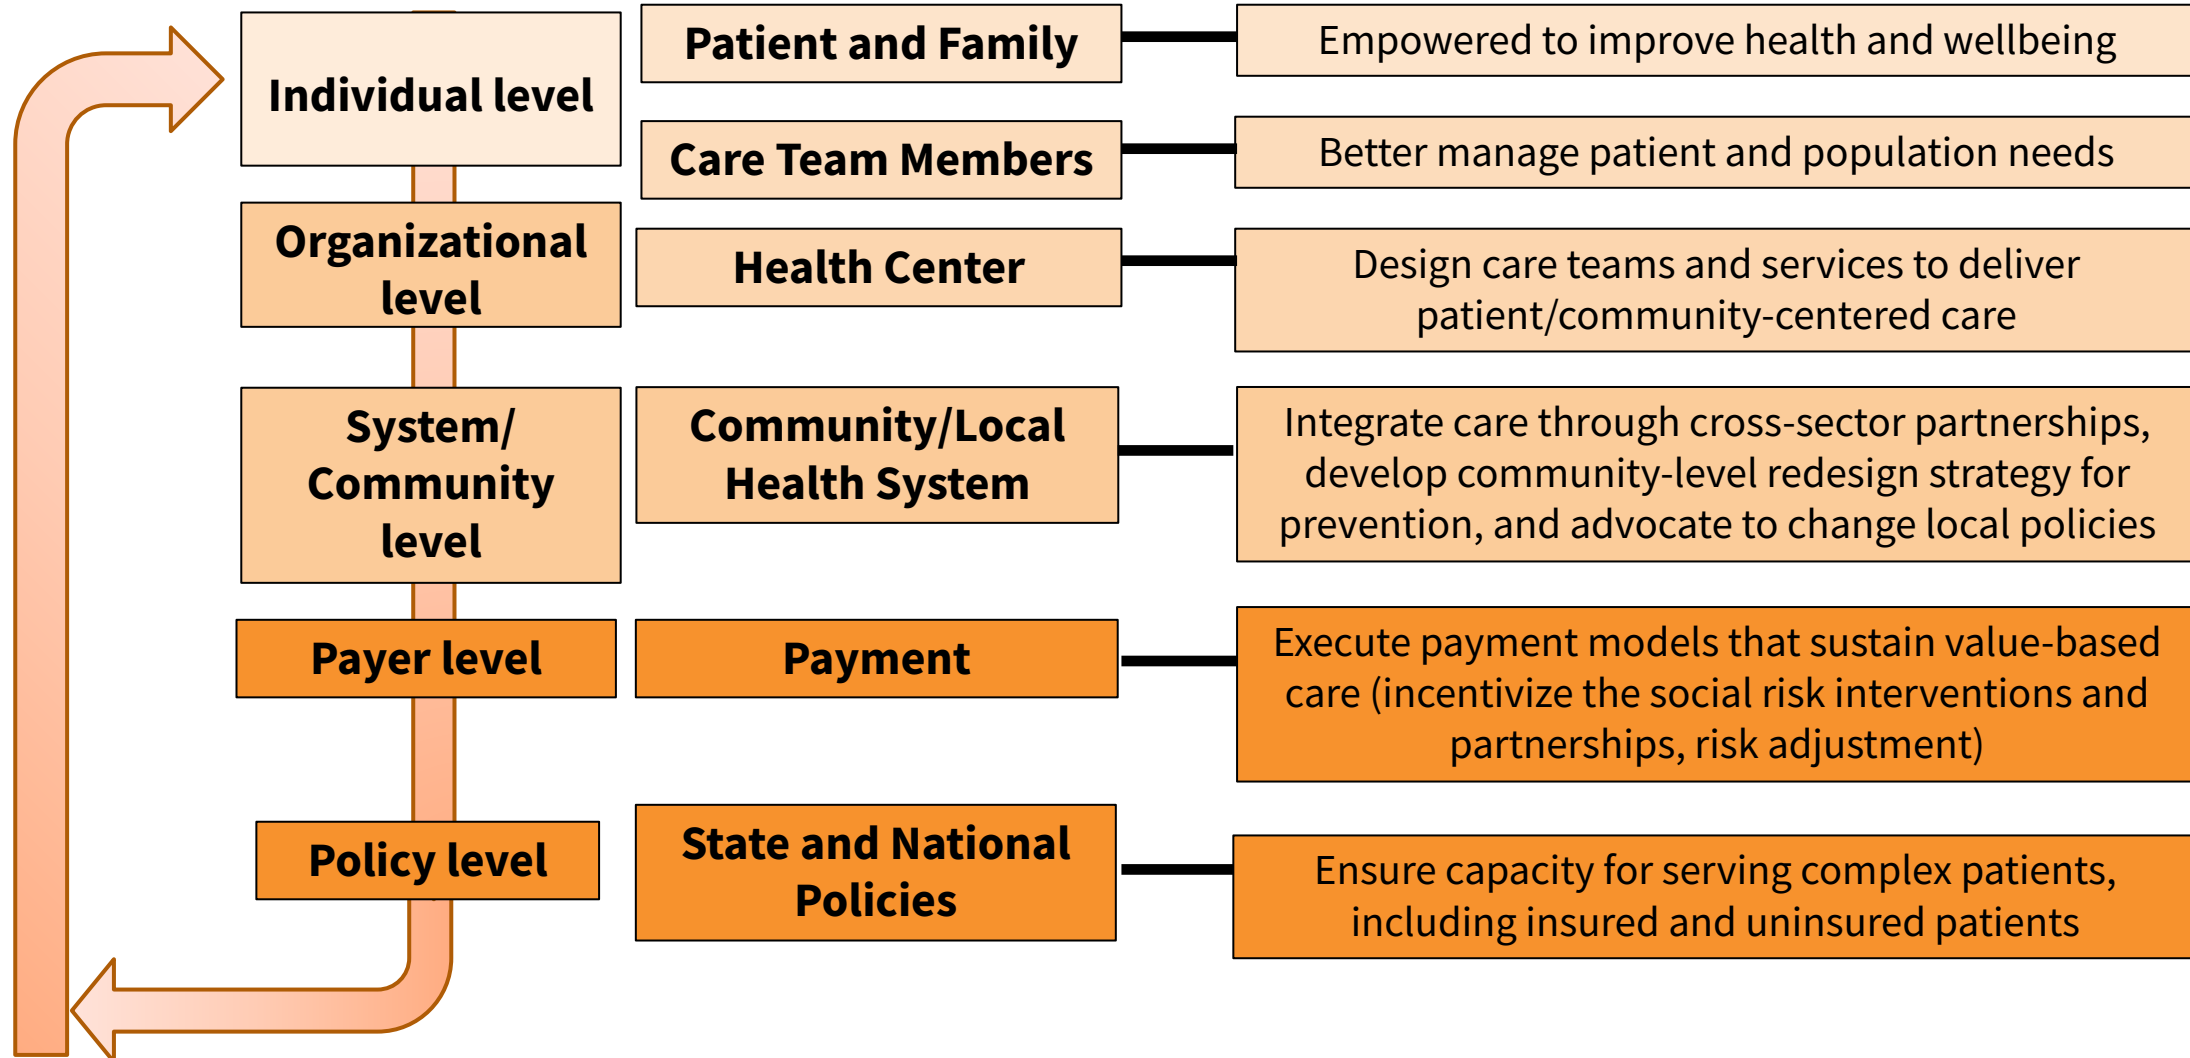 Individual level
Patient and Family
Empowered to improve health and wellbeing
Care Team Members
Better manage patient and population needs
Organizational
level
Health Center
Design care teams and services to deliver
patient/community-centered care
System/
Community
level
Community/Local
Health System
Integrate care through cross-sector partnerships,
develop community-level redesign strategy for
prevention, and advocate to change local policies
Payer level
Payment
Execute payment models that sustain value-based
care (incentivize the social risk interventions and
partnerships, risk adjustment)
Policy level
State and National
Policies
Ensure capacity for serving complex patients,
including insured and uninsured patients